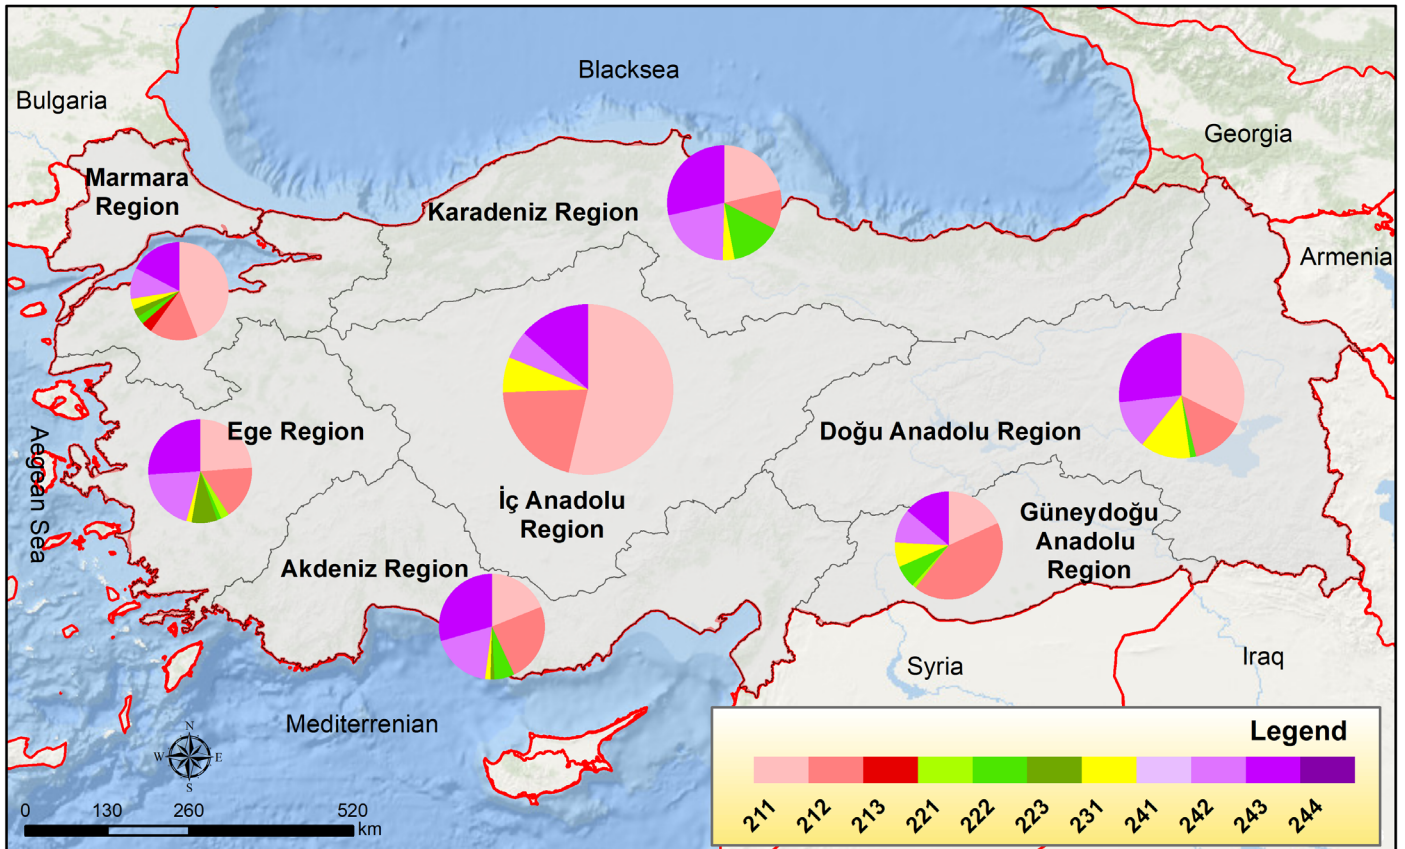 Blacksea
Bulgaria
Georgia
Marmara
Region
Karadeniz Region
Armenia
Ege Region
Doğu Anadolu Region
Aegean Sea
İç Anadolu
Region
Güneydoğu
Anadolu
Region
Akdeniz Region
Syria
Iraq
Mediterrenian
N
W
E
S
0 130 260 520
km
Legend
211 212 213 221 222 223 231 241 242 243 244